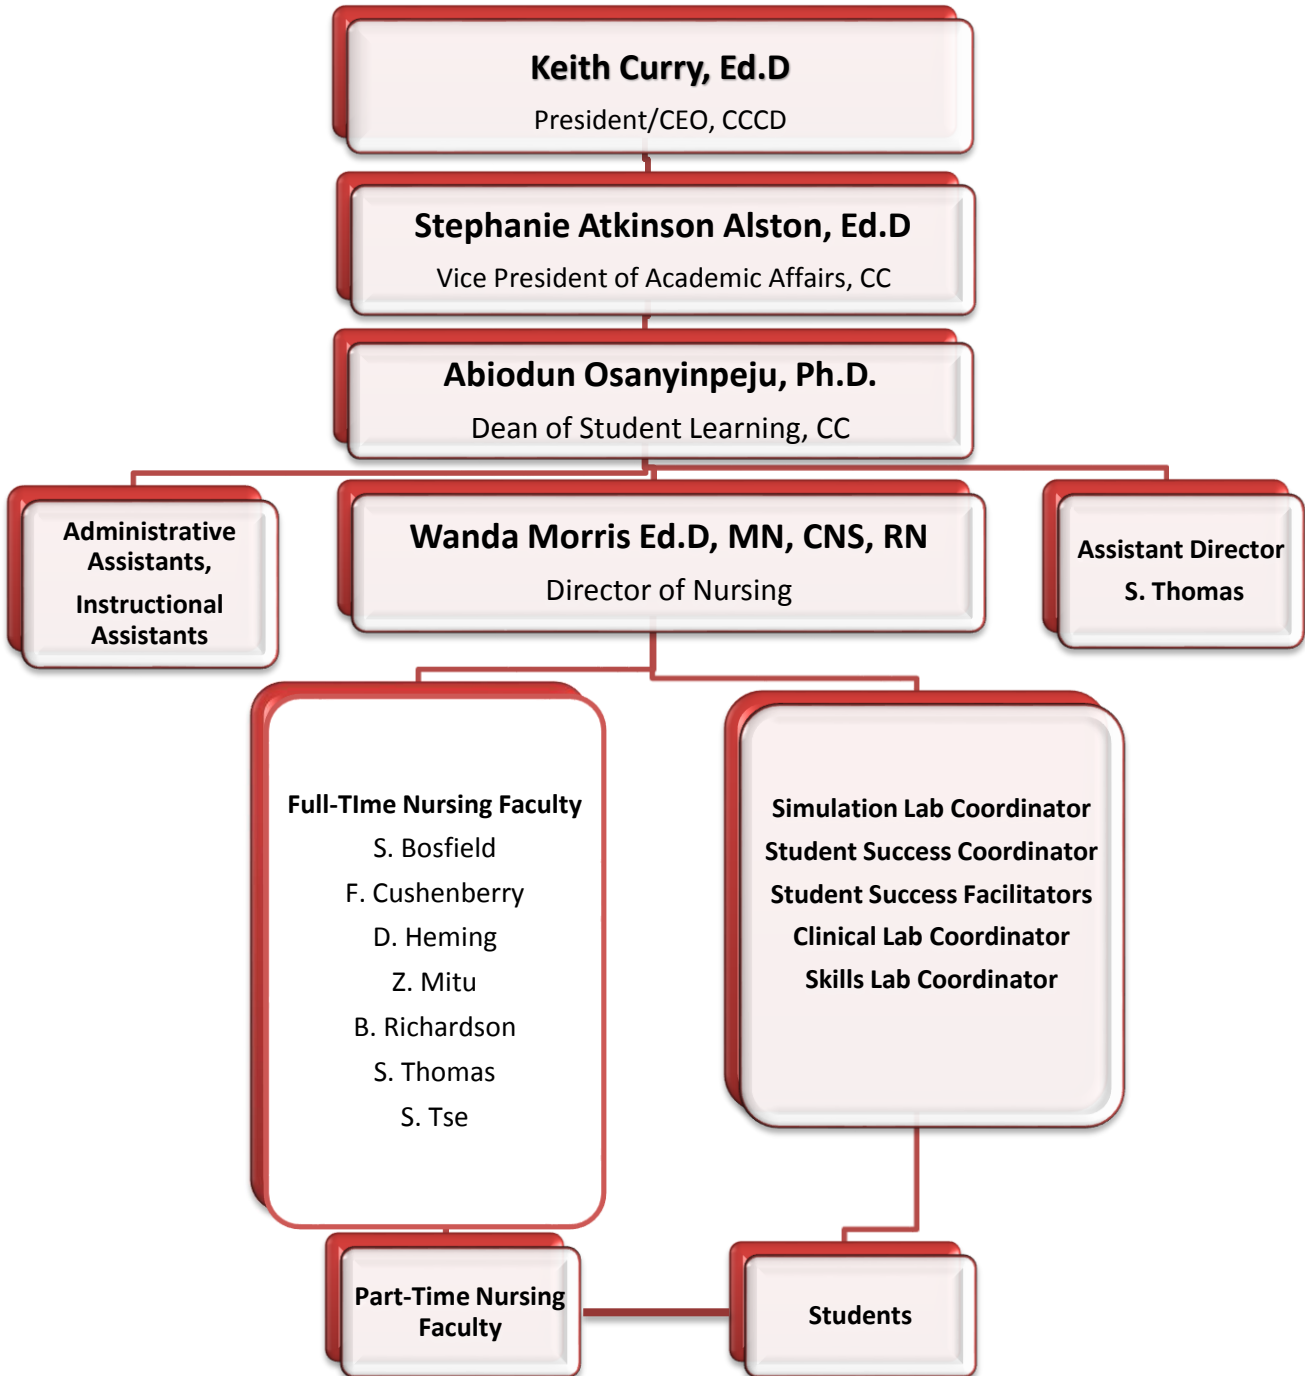 Keith Curry, Ed.D
President/CEO, CCCD
Stephanie Atkinson Alston, Ed.D
Vice President of Academic Affairs, CC
Abiodun Osanyinpeju, Ph.D.
Dean of Student Learning, CC
Administrative
Assistants,
Instructional
Assistants
Wanda Morris Ed.D, MN, CNS, RN
Director of Nursing
Assistant Director
S. Thomas
Full-TIme Nursing Faculty
S. Bosfield
F. Cushenberry
D. Heming
Z. Mitu
B. Richardson
S. Thomas
S. Tse
Simulation Lab Coordinator
Student Success Coordinator
Student Success Facilitators
Clinical Lab Coordinator
Skills Lab Coordinator
Part-Time Nursing
Faculty
Students